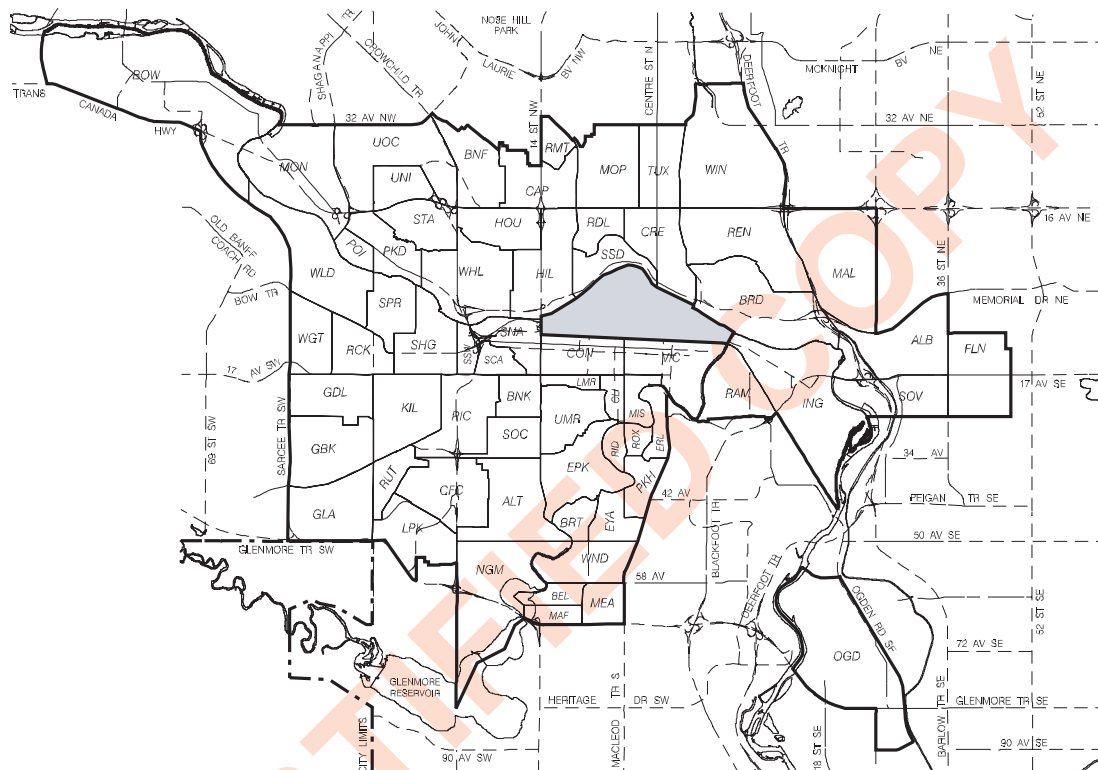 NOSE HILL
PARK
SHAGANAPPI TR
CROWCHILD TR
JOHN
LAURIE
BV NW
14 ST NW
CENTRE ST N
DEERFOOT
TR
MCKNIGHT
BV
NE
52 ST NE
TRANS
CANADA
HWY
BOW
32 AV NW
32 AV NE
UOC
BNF
RMT
MOP
TUX
WIN
MON
UNI
CAP
STA
HOU
RDL
CRE
REN
16 AV NE
OLD BANFF
COACH RD
POI
PKD
WHL
HIL
SSD
MAL
36 ST NE
WLD
BOW TR
SPR
BRD
MEMORIAL DR NE
WGT
RCK
SHG
SSW
SNA
SCA
CON
VIC
ALB
FLN
17 AV SW
17 AV SE
GDL
KIL
RIC
BNK
LMR
CLI
MIS
RAM
ING
SOV
69 ST SW
SARCEE TR SW
GBK
SOC
UMR
RID
ROX
ERL
34 AV
RUT
CFC
ALT
EPK
PKH
42 AV
PEIGAN TR SE
GLA
LPK
BRT
EYA
BLACKFOOT TR
50 AV SE
GLENMORE TR SW
NGM
WND
58 AV
DEERFOOT TR
BEL
MAF
MEA
OGDEN RD SE
52 ST SE
OGD
72 AV SE
GLENMORE
RESERVOIR
HERITAGE DR SW
MACLEOD TR S
GLENMORE TR SE
18 ST SE
BARLOW TR SE
CITY LIMITS
90 AV SW
90 AV SE
TIFIED COPY